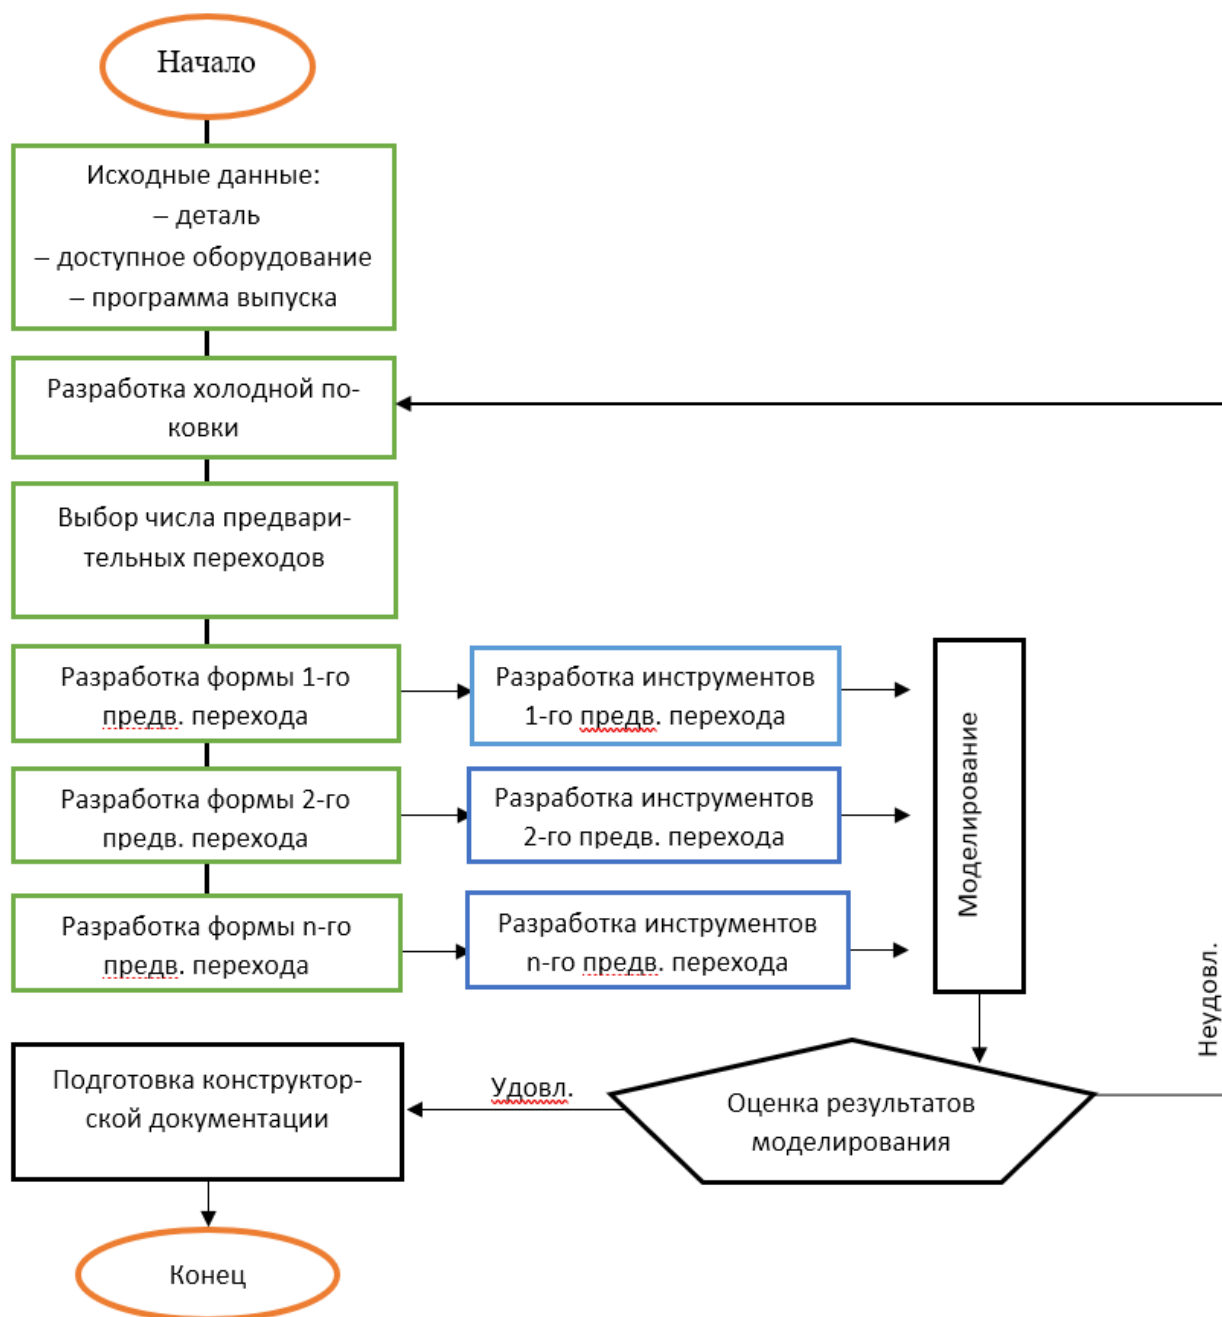 Начало
Исходные данные:
– деталь
– доступное оборудование
– программа выпуска
Разработка холодной по-
ковки
Выбор числа предвари-
тельных переходов
Разработка формы 1-го
предв. перехода
Разработка инструментов
1-го предв. перехода
Разработка формы 2-го
предв. перехода
Разработка инструментов
2-го предв. перехода
Разработка формы n-го
предв. перехода
Разработка инструментов
n-го предв. перехода
Моделирование
Неудовл.
Оценка результатов
моделирования
Удовл.
Подготовка конструктор-
ской документации
Конец